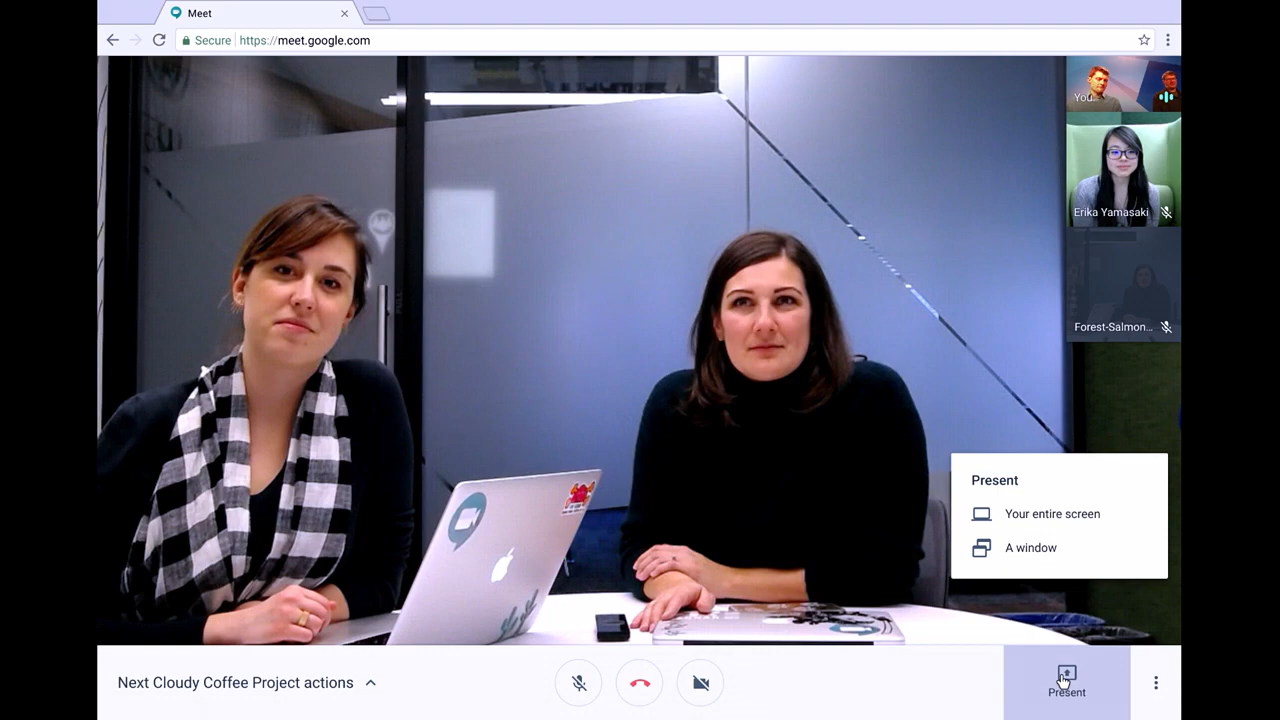 Meet
Secure
https://meet.google.com
You
Erika Yamasaki
Forest-Salmon...
PULL
Present
Your entire screen
A window
Next Cloudy Coffee Project actions
Present